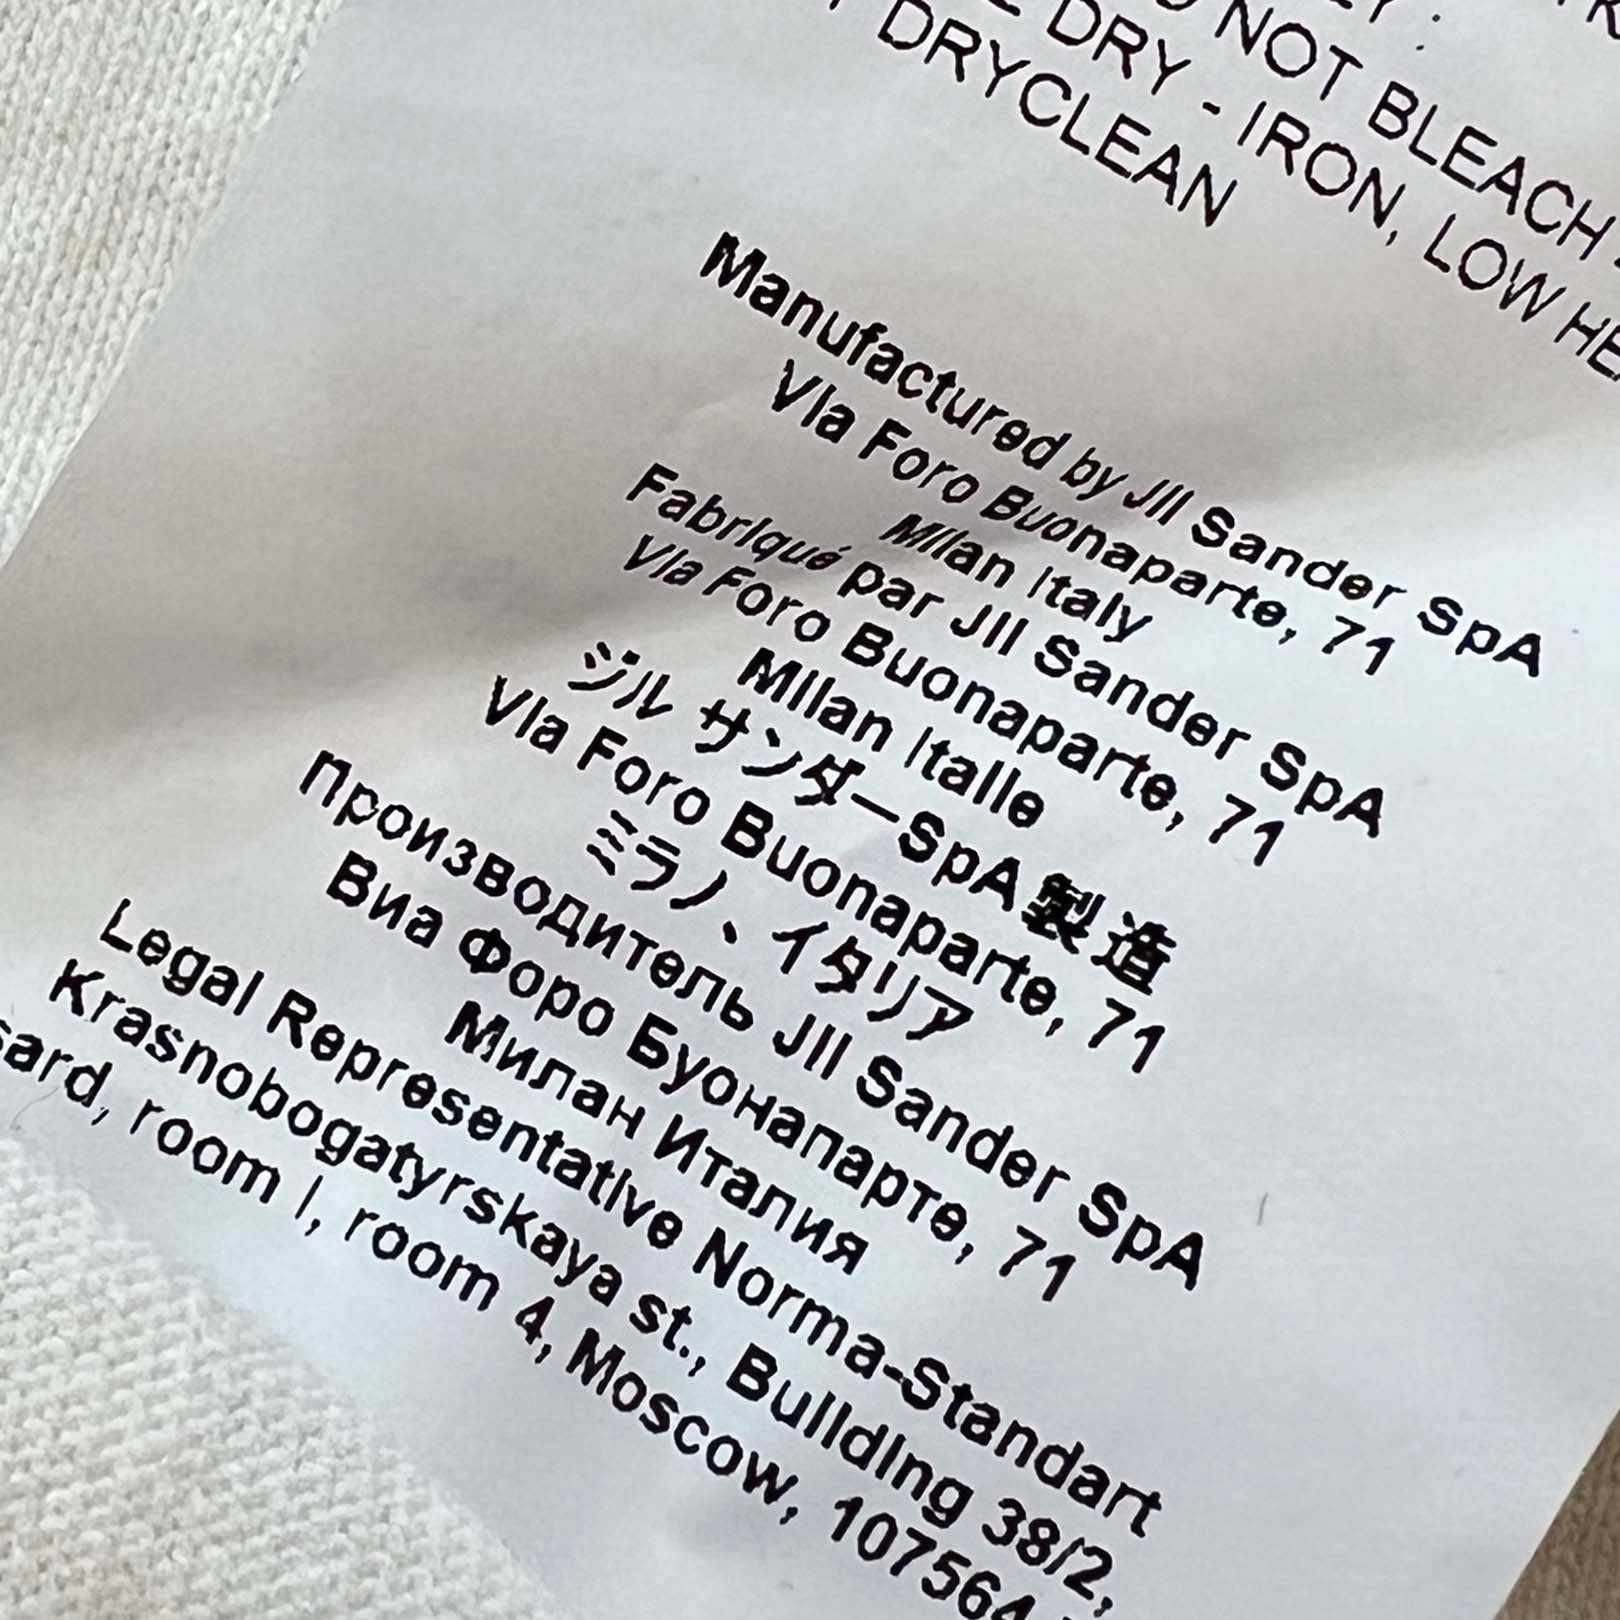 DO NOT BLEACH -
DRY - IRON, LOW
DRYCLEAN
Manufactured by Jil Sander SpA
Via Foro Buonaparte, 71
Milan Italy
Fabriqué par Jil Sander SpA
Via Foro Buonaparte, 71
Milan Italie
ジル サンダーSpA製造
Via Foro Buonaparte, 71
ミラノ、イタリア
Производитель Jil Sander SpA
Виа Форо Буонапарте, 71
Милан Италия
Legal Representative Norma-Standart
Krasnobogatyrskaya st., Building 38/2,
room I, room 4, Moscow, 107564